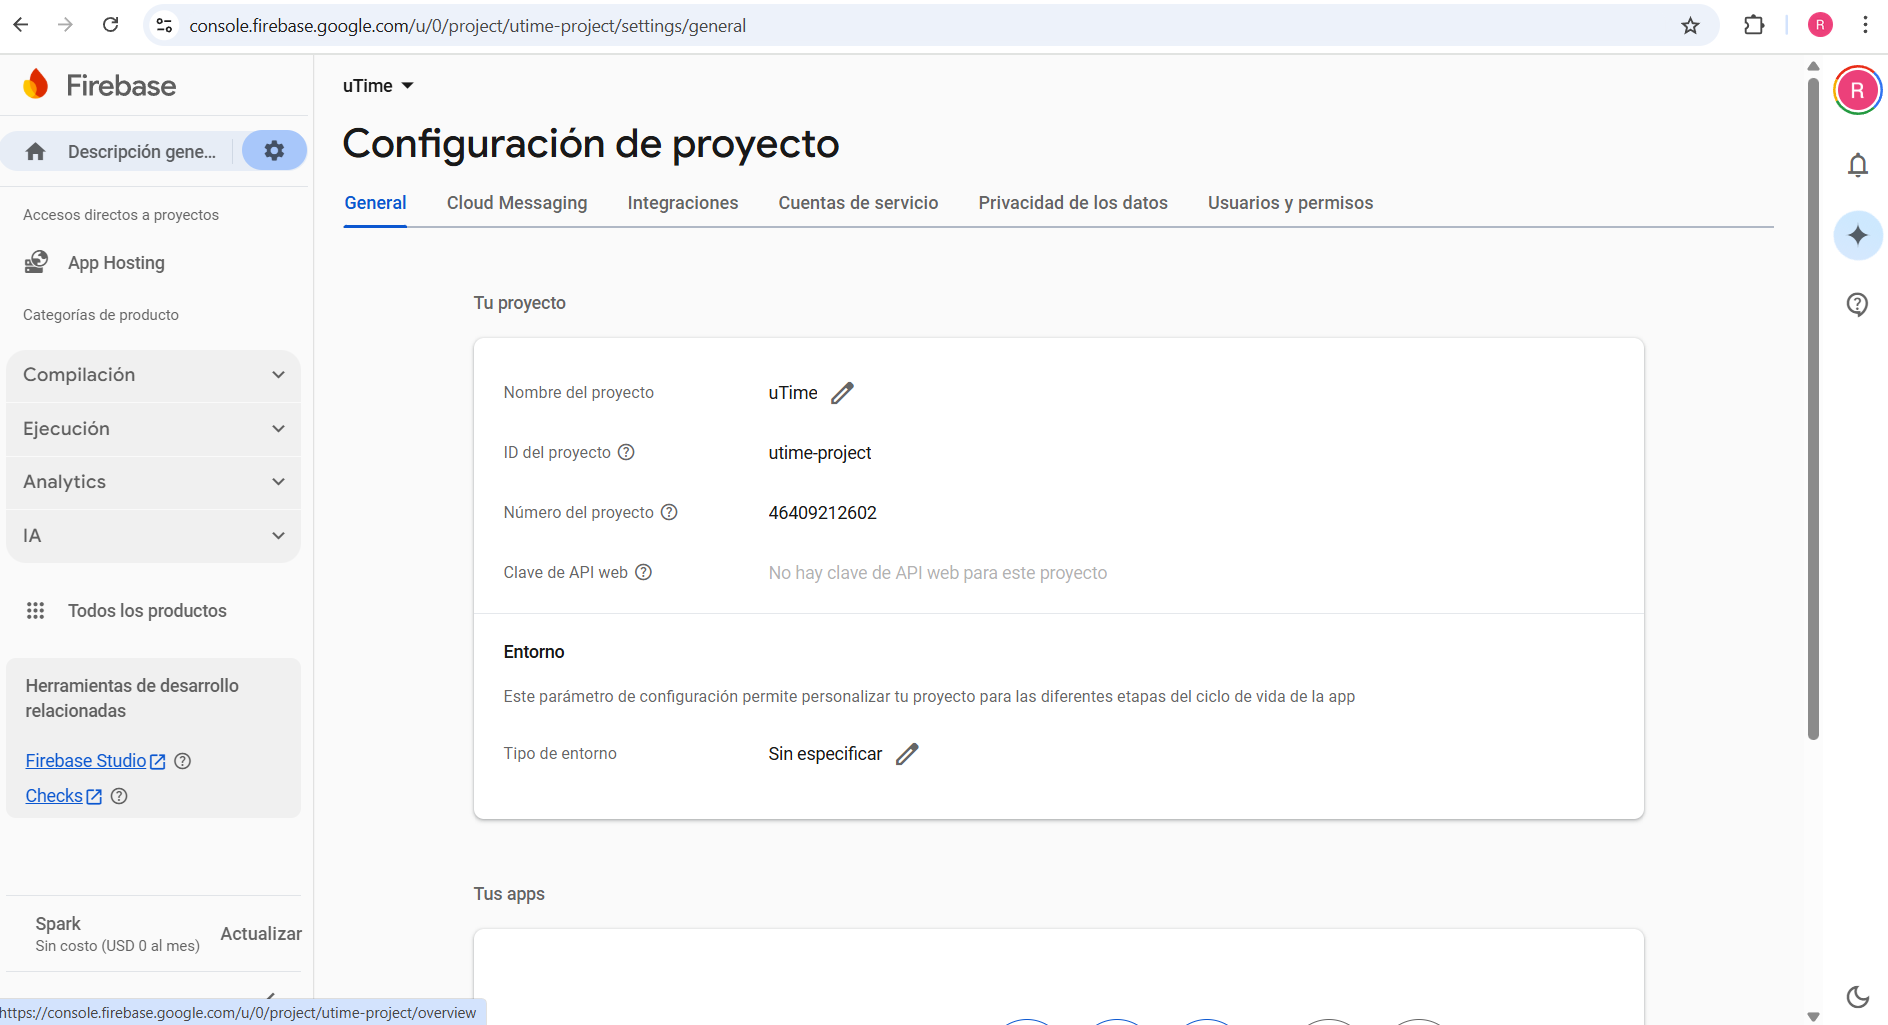 console.firebase.google.com/u/0/project/utime-project/settings/general
R
Firebase
uTime
R
Configuración de proyecto
Descripción gene...
General
Cloud Messaging
Integraciones
Cuentas de servicio
Privacidad de los datos
Usuarios y permisos
Accesos directos a proyectos
App Hosting
Categorías de producto
Compilación
Ejecución
Analytics
IA
Todos los productos
Herramientas de desarrollo
relacionadas
Firebase Studio
Checks
Spark
Sin costo (USD 0 al mes)
Actualizar
Tu proyecto
Nombre del proyecto
uTime
ID del proyecto
utime-project
Número del proyecto
46409212602
Clave de API web
No hay clave de API web para este proyecto
Entorno
Este parámetro de configuración permite personalizar tu proyecto para las diferentes etapas del ciclo de vida de la app
Tipo de entorno
Sin especificar
Tus apps
https://console.firebase.google.com/u/0/project/utime-project/overview